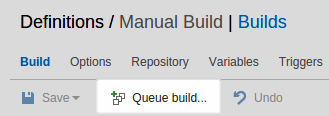 Definitions / Manual Build | Builds
Build Options Repository Variables Triggers
Save Queue build... Undo